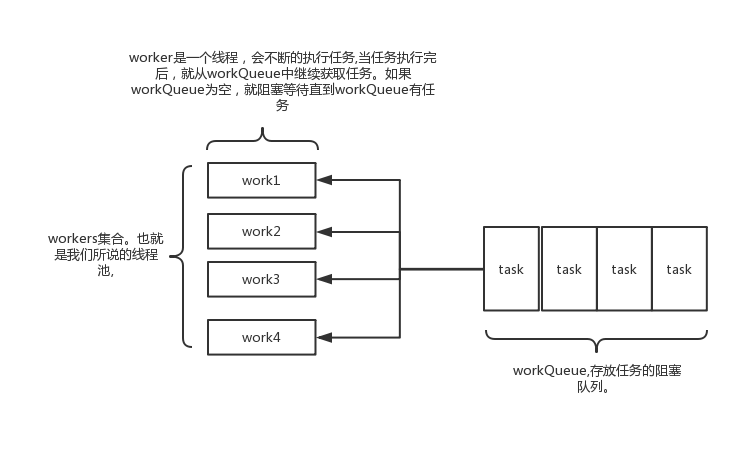 worker是一个线程，会不断的执行任务,当任务执行完
后，就从workQueue中继续获取任务。如果
workQueue为空，就阻塞等待直到workQueue有任
务
work1
work2
work3
work4
workers集合。也就
是我们所说的线程
池,
task
task
task
task
workQueue,存放任务的阻塞
队列。